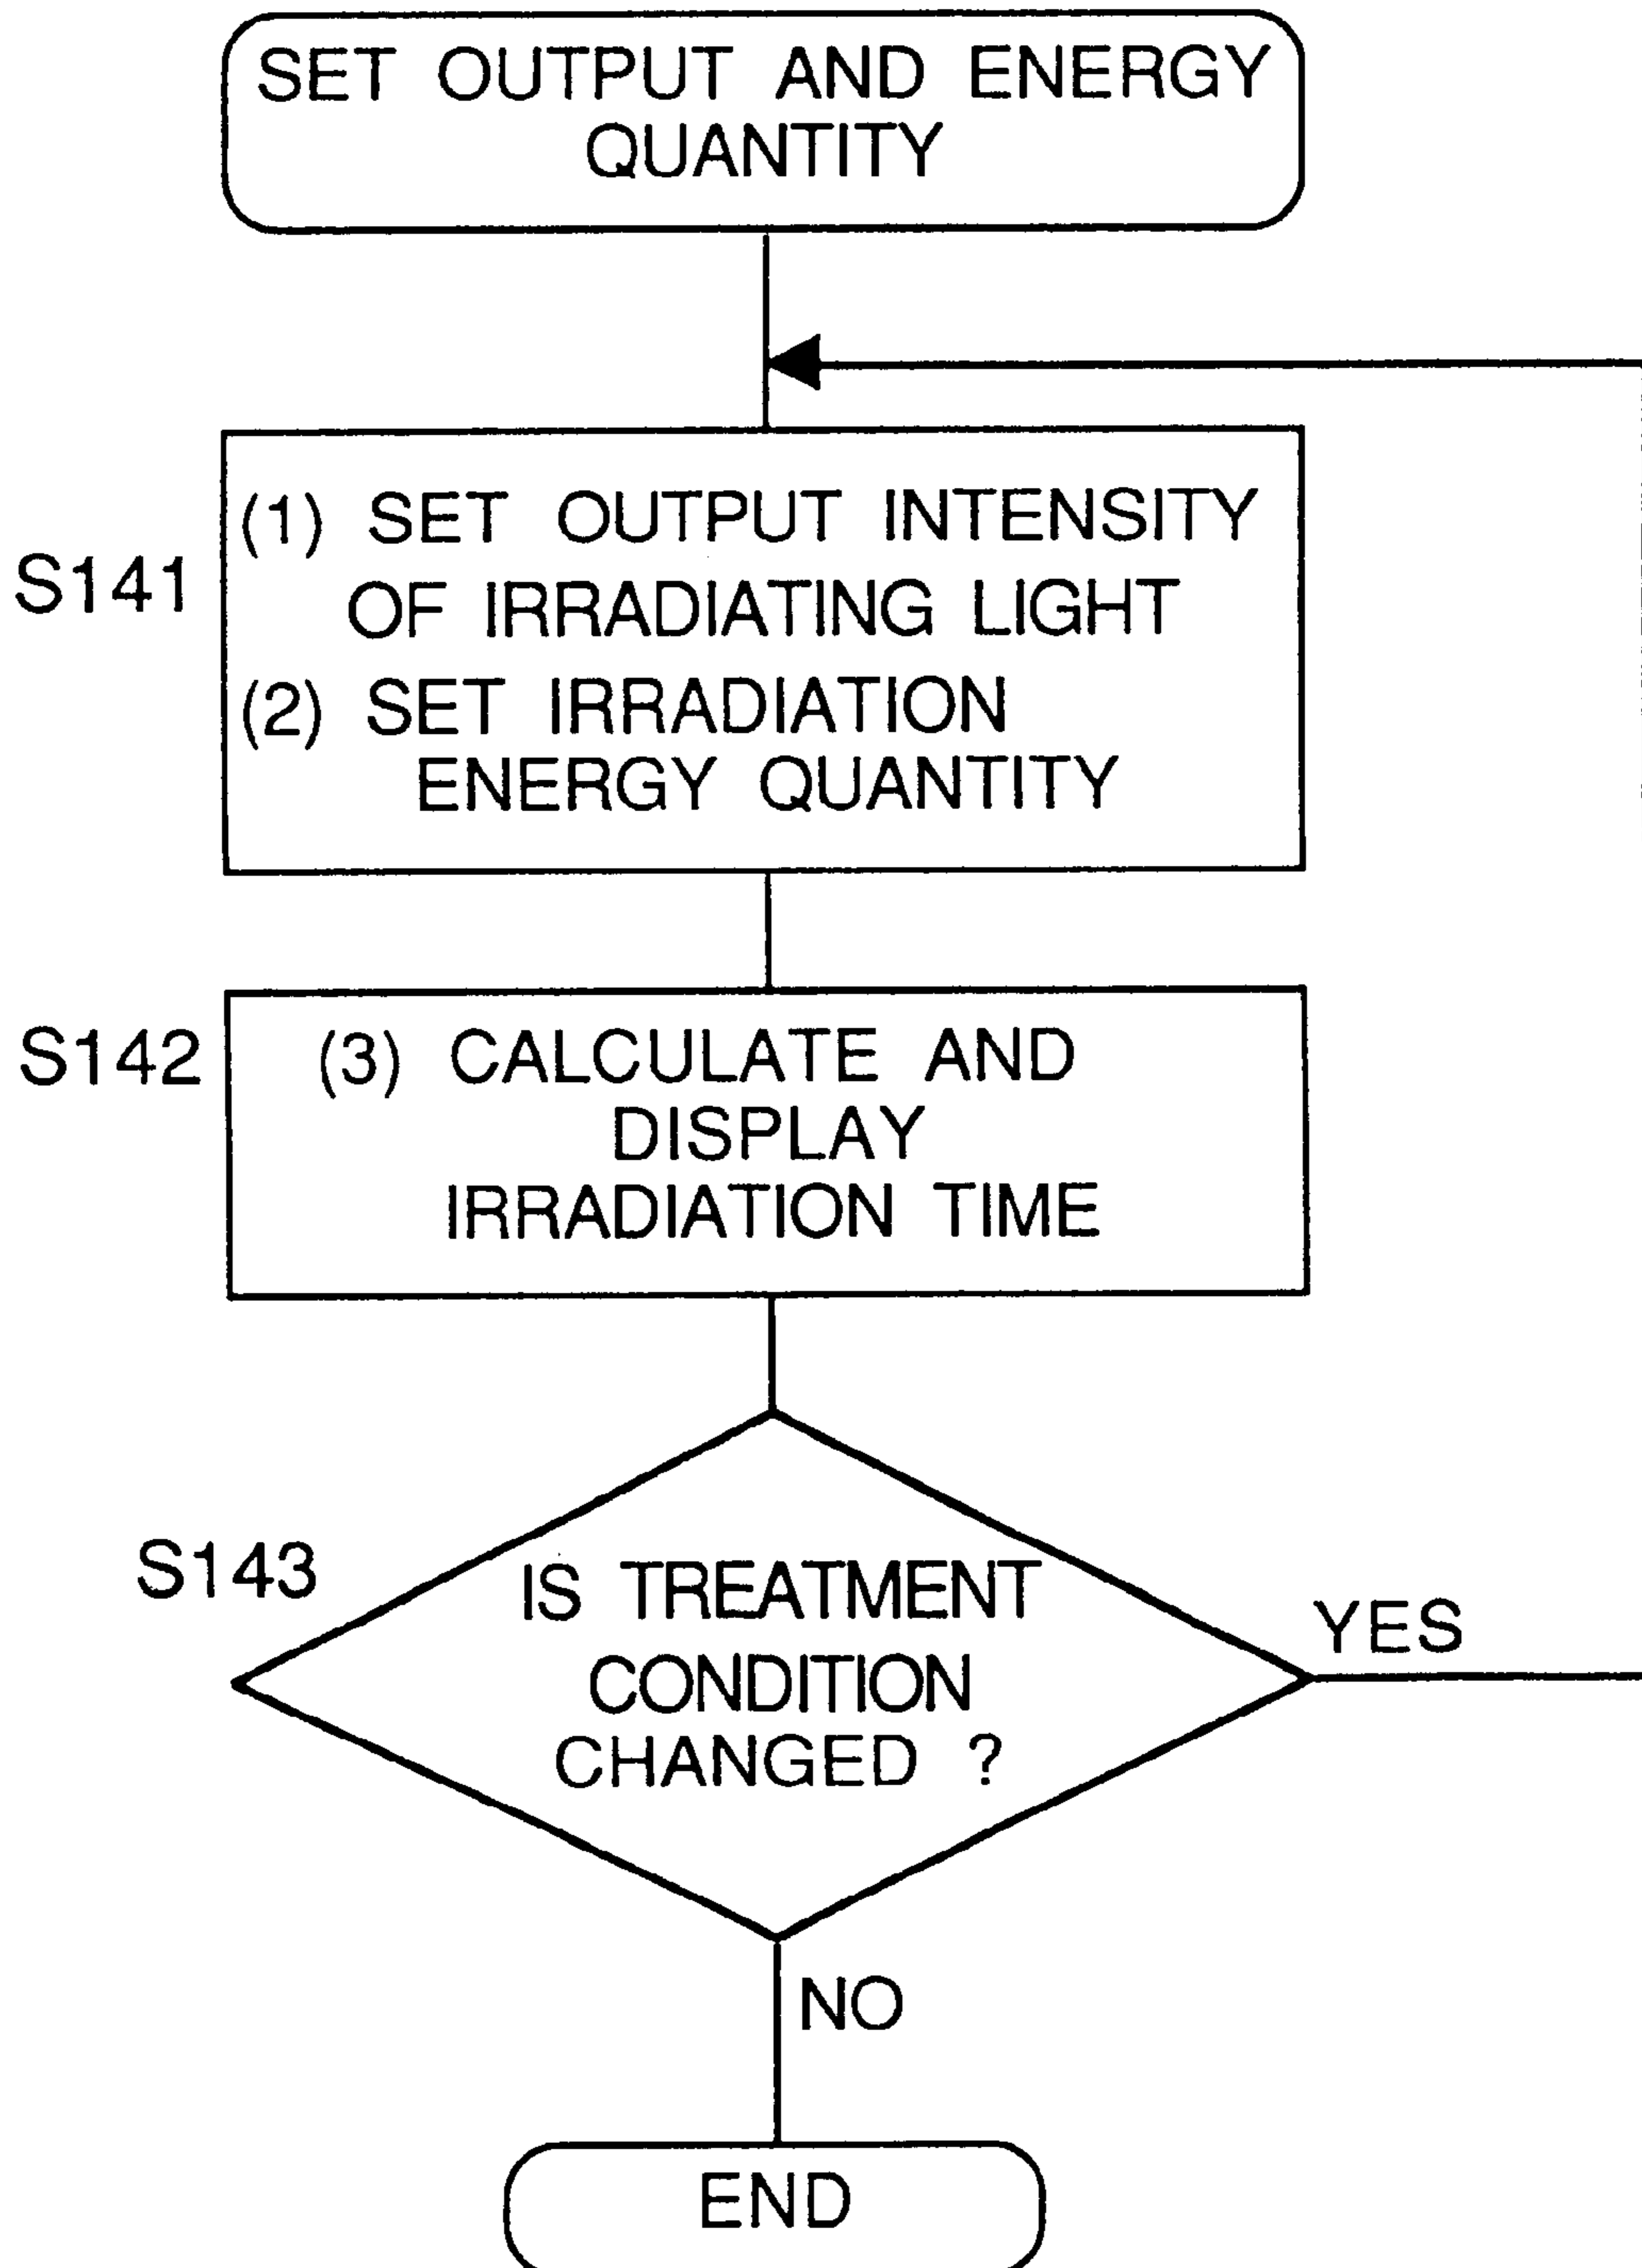 SET OUTPUT AND ENERGY
QUANTITY
S141
(1) SET OUTPUT INTENSITY
OF IRRADIATING LIGHT
(2) SET IRRADIATION
ENERGY QUANTITY
S142
(3) CALCULATE AND
DISPLAY
IRRADIATION TIME
S143
IS TREATMENT
CONDITION
CHANGED ?
YES
NO
END